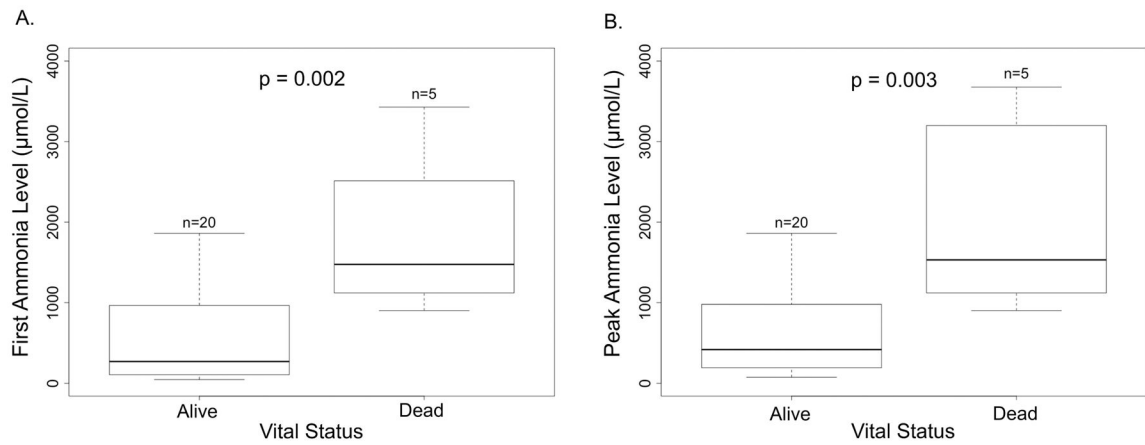 A.
First Ammonia Level (µmol/L)
4000
3000
2000
1000
0
p = 0.002
n=20
n=5
Alive
Dead
Vital Status
B.
Peak Ammonia Level (µmol/L)
4000
3000
2000
1000
0
p = 0.003
n=20
n=5
Alive
Dead
Vital Status